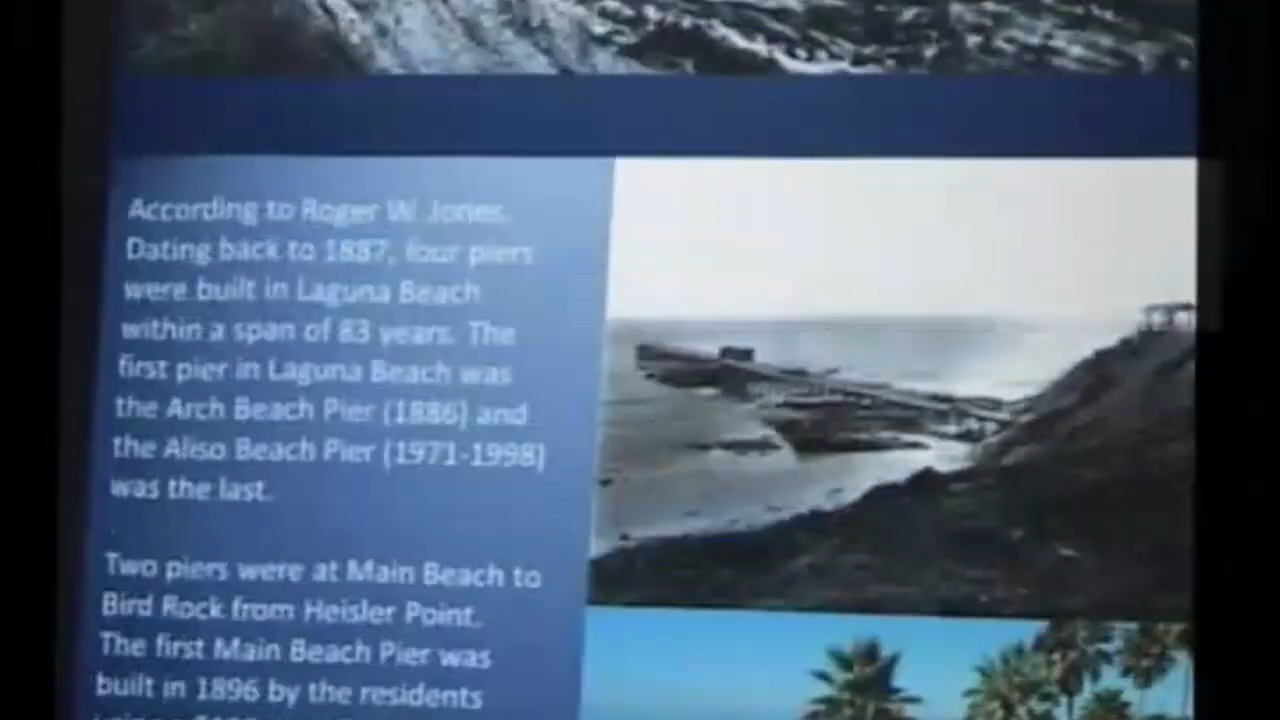 According to Roger W. Jones.
Dating back to 1887, four piers
were built in Laguna Beach
within a span of 83 years. The
first pier in Laguna Beach was
the Arch Beach Pier (1886) and
the Aliso Beach Pier (1971-1998)
was the last.
Two piers were at Main Beach to
Bird Rock from Heisler Point.
The first Main Beach Pier was
built in 1896 by the residents